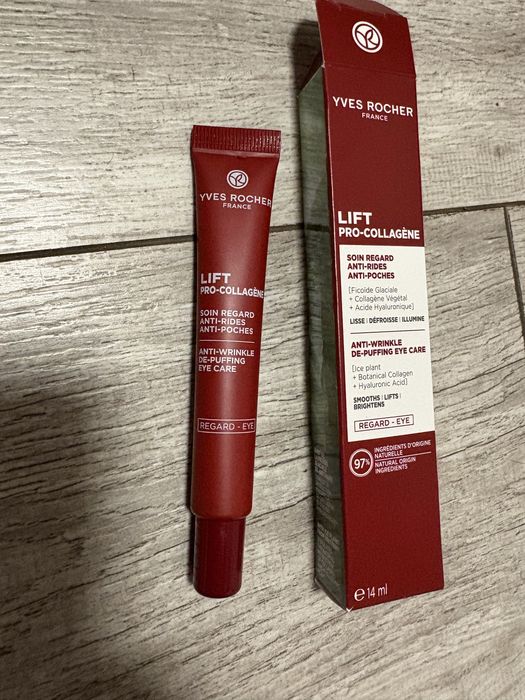 YVES ROCHER
FRANCE
LIFT
PRO-COLLAGÈNE
SOIN REGARD
ANTI-RIDES
ANTI-POCHES
ANTI-WRINKLE
DE-PUFFING
EYE CARE
REGARD - EYE
YVES ROCHER
FRANCE
LIFT
PRO-COLLAGÈNE
SOIN REGARD
ANTI-RIDES
ANTI-POCHES
[Ficoïde Glaciale
+ Collagène Végétal
+ Acide Hyaluronique]
LISSE | DÉFROISSE | ILLUMINE
ANTI-WRINKLE
DE-PUFFING EYE CARE
[Ice plant
+ Botanical Collagen
+ Hyaluronic Acid]
SMOOTHS | LIFTS |
BRIGHTENS
REGARD - EYE
97%
INGRÉDIENTS D'ORIGINE
NATURELLE
NATURAL ORIGIN
INGREDIENTS
℮ 14 ml